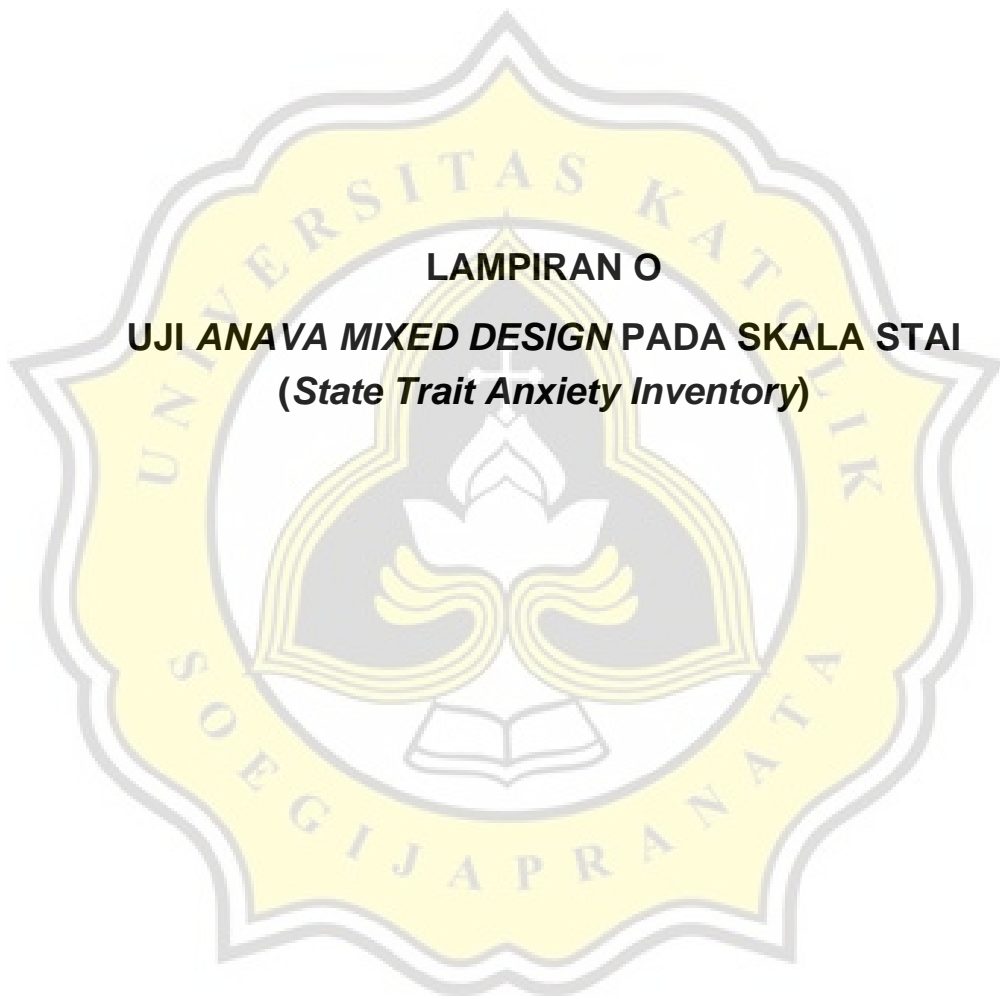 LAMPIRAN O
UJI ANAVA MIXED DESIGN PADA SKALA STAI
(State Trait Anxiety Inventory)
UNIVERSITAS KATOLIK
SOEGIJAPRANATA